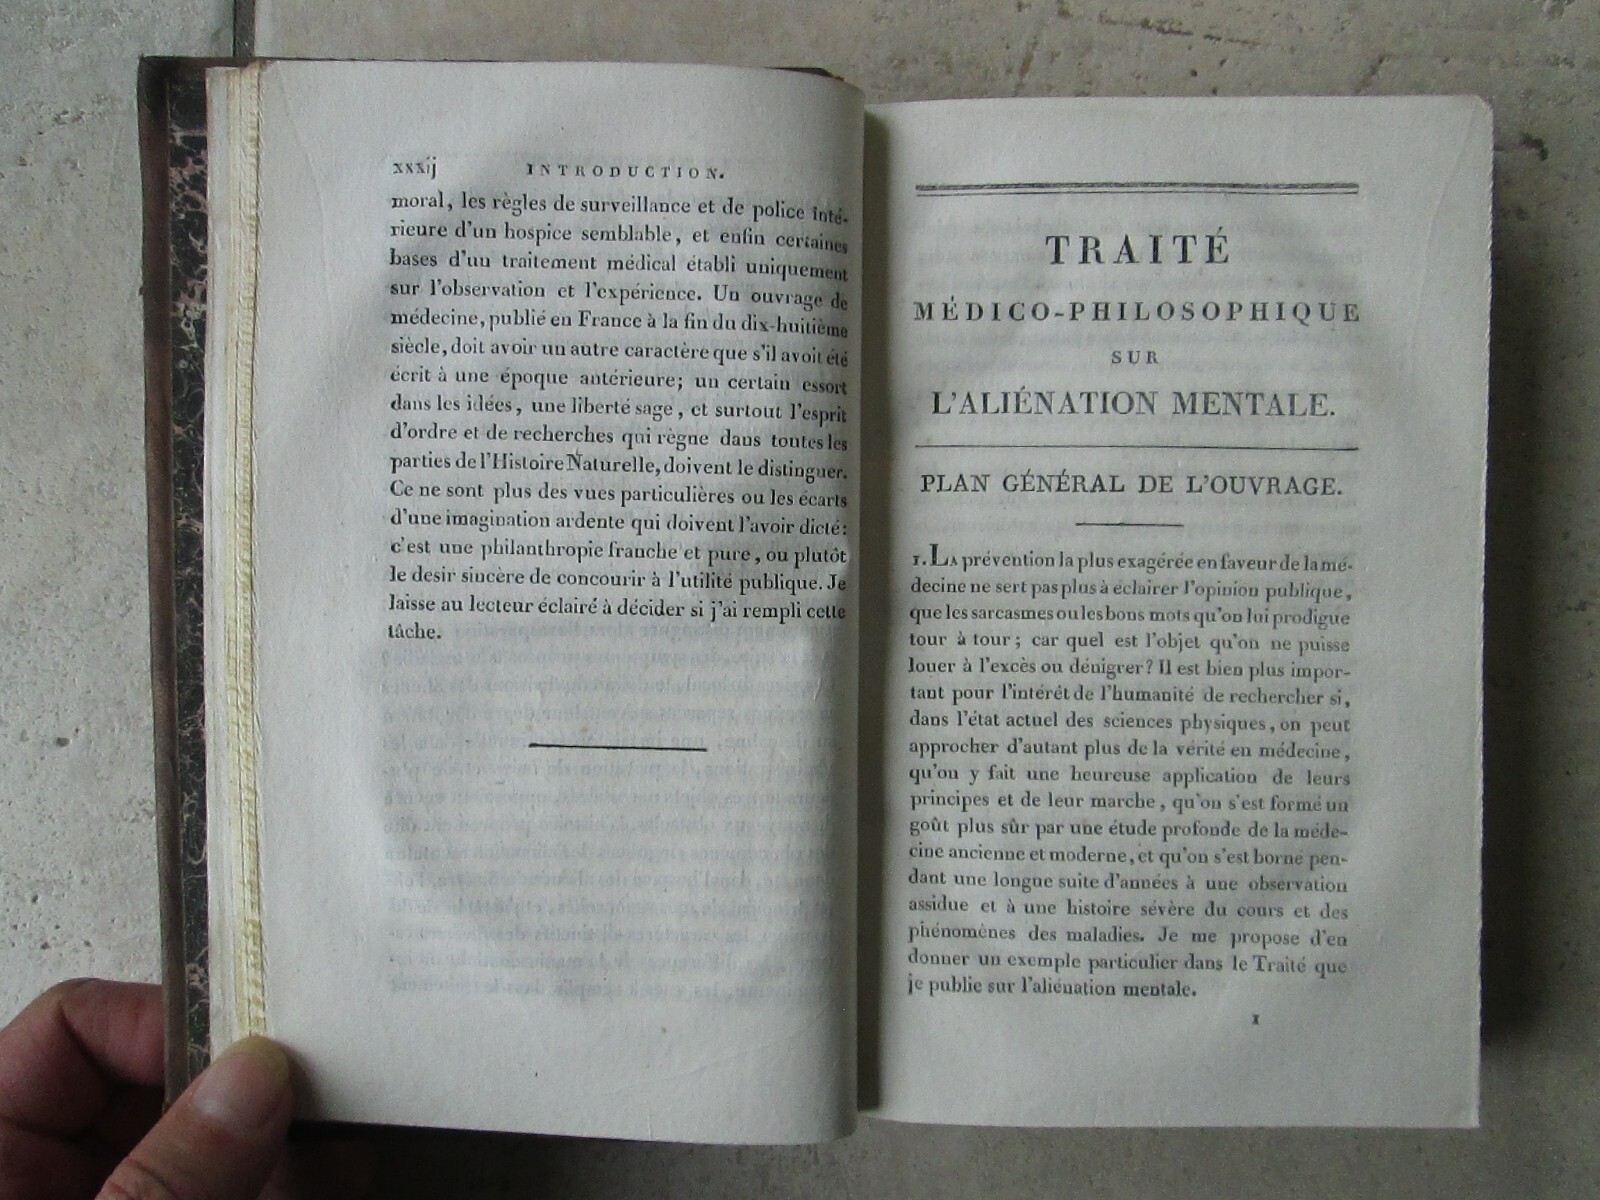 xxxij INTRODUCTION.
moral, les règles de surveillance et de police inté-
rieure d'un hospice semblable, et enfin certaines
bases d'un traitement médical établi uniquement
sur l'observation et l'expérience. Un ouvrage de
médecine, publié en France à la fin du dix-huitième
siècle, doit avoir un autre caractère que s'il avoit été
écrit à une époque antérieure; un certain essort
dans les idées, une liberté sage, et surtout l'esprit
d'ordre et de recherches qui règne dans toutes les
parties de l'Histoire Naturelle, doivent le distinguer.
Ce ne sont plus des vues particulières ou les écarts
d'une imagination ardente qui doivent l'avoir dicté:
c'est une philanthropie franche et pure, ou plutôt
le desir sincère de concourir à l'utilité publique. Je
laisse au lecteur éclairé à décider si j'ai rempli cette
tâche.
TRAITÉ
MÉDICO-PHILOSOPHIQUE
SUR
L'ALIÉNATION MENTALE.
PLAN GÉNÉRAL DE L'OUVRAGE.
1. LA prévention la plus exagérée en faveur de la mé-
decine ne sert pas plus à éclairer l'opinion publique,
que les sarcasmes ou les bons mots qu'on lui prodigue
tour à tour; car quel est l'objet qu'on ne puisse
louer à l'excès ou dénigrer? Il est bien plus impor-
tant pour l'intérêt de l'humanité de rechercher si,
dans l'état actuel des sciences physiques, on peut
approcher d'autant plus de la vérité en médecine,
qu'on y fait une heureuse application de leurs
principes et de leur marche, qu'on s'est formé un
goût plus sûr par une étude profonde de la méde-
cine ancienne et moderne, et qu'on s'est borné pen-
dant une longue suite d'années à une observation
assidue et à une histoire sévère du cours et des
phénomènes des maladies. Je me propose d'en
donner un exemple particulier dans le Traité que
je publie sur l'aliénation mentale.
1